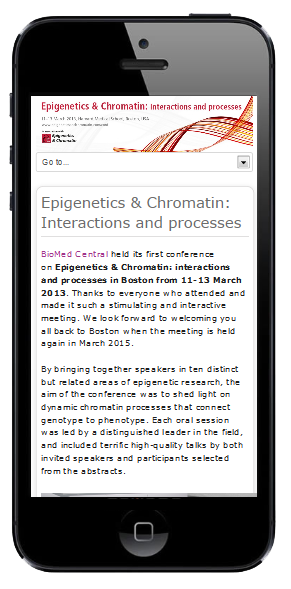 Epigenetics & Chromatin: Interactions and processes
11-13 March 2013, Harvard Medical School, Boston, USA
Epigenetics
& Chromatin
Go to...
Epigenetics & Chromatin:
Interactions and processes
BioMed Central held its first conference
on Epigenetics & Chromatin: interactions
and processes in Boston from 11-13 March
2013. Thanks to everyone who attended and
made it such a stimulating and interactive
meeting. We look forward to welcoming you
all back to Boston when the meeting is held
again in March 2015.
By bringing together speakers in ten distinct
but related areas of epigenetic research, the
aim of the conference was to shed light on
dynamic chromatin processes that connect
genotype to phenotype. Each oral session
was led by a distinguished leader in the field,
and included terrific high-quality talks by both
invited speakers and participants selected
from the abstracts.